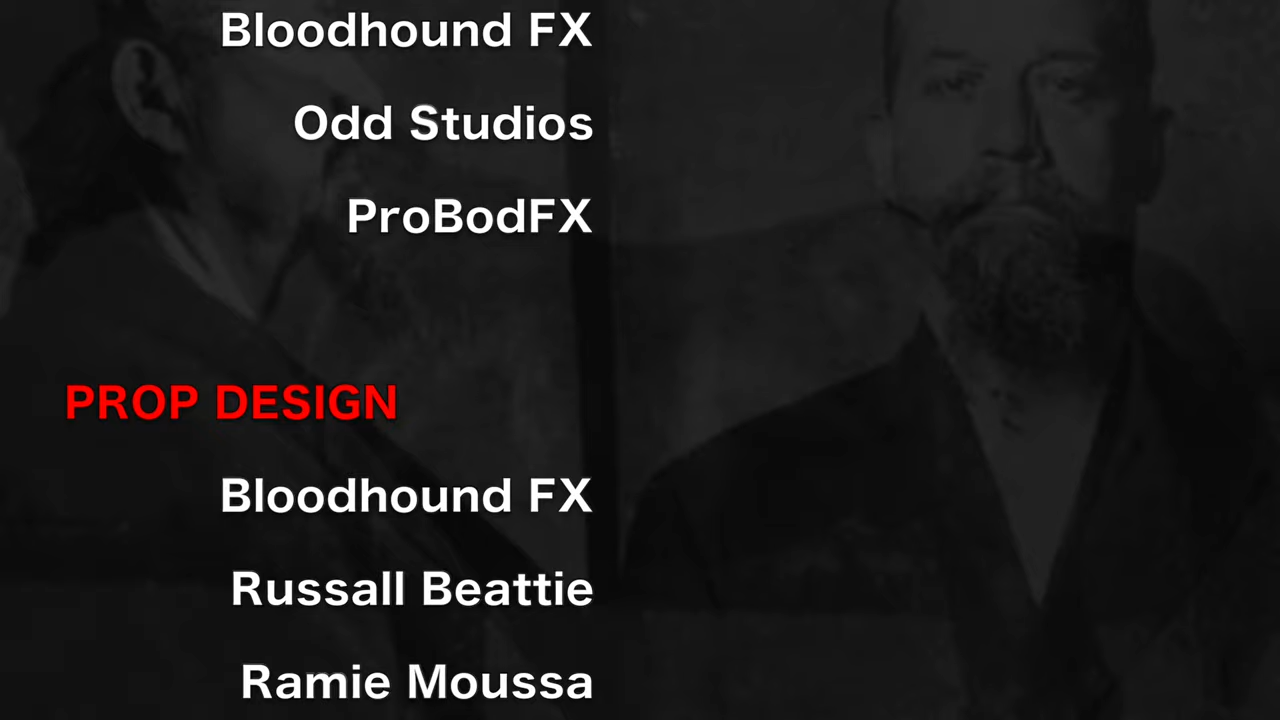 Bloodhound FX
Odd Studios
ProBodFX
PROP DESIGN
Bloodhound FX
Russall Beattie
Ramie Moussa